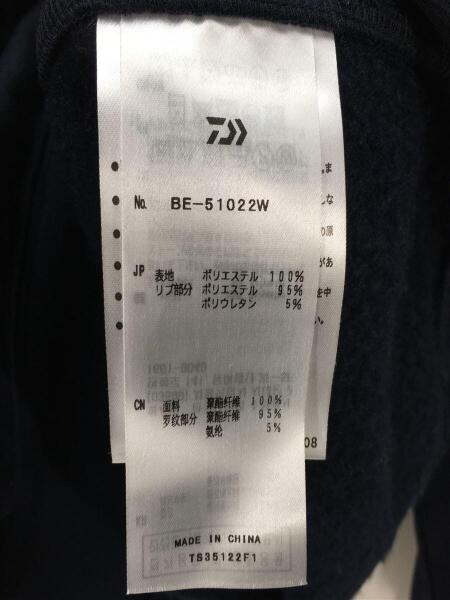 No. BE-51022W
JP 表地 ポリエステル 100%
リブ部分 ポリエステル 95%
ポリウレタン 5%
CN 面料 聚酯纤维 100%
罗纹部分 聚酯纤维 95%
氨纶 5%
08
MADE IN CHINA
TS35122F1